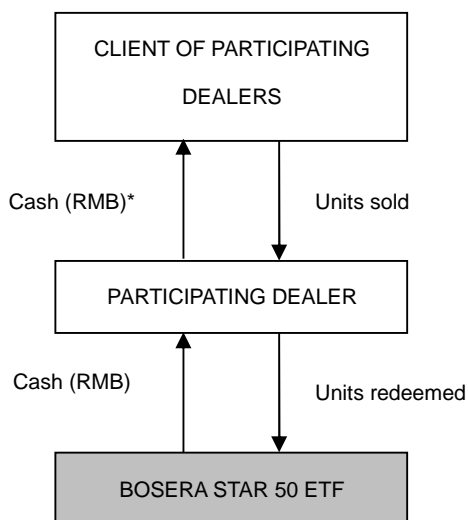 CLIENT OF PARTICIPATING
DEALERS
Cash (RMB)*
Units sold
PARTICIPATING DEALER
Cash (RMB)
Units redeemed
BOSERA STAR 50 ETF